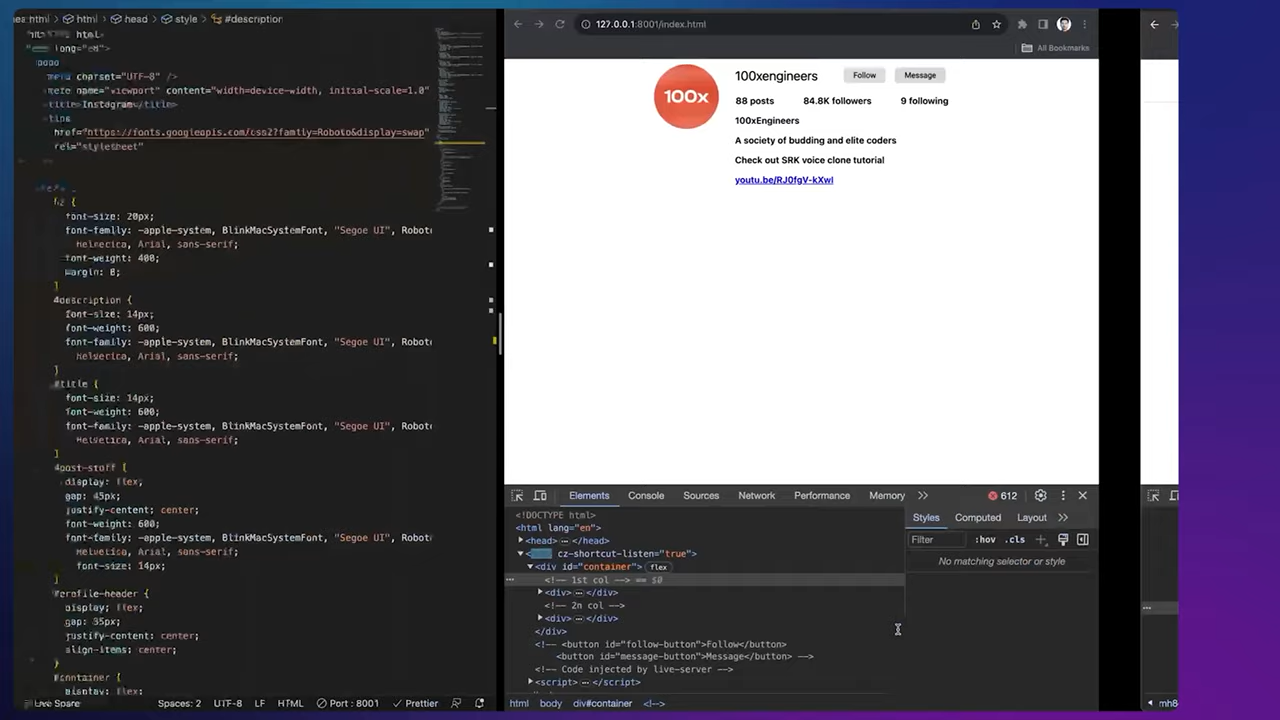 html > head > style > #description
html
long="en"
meta charset="UTF-8" />
name="viewport" content="width=device-width, initial-scale=1.0"
title>Instagram</title>
href="https://fonts.googleapis.com/css2?family=Roboto&display=swap"
rel="stylesheet"
h2 {
font-size: 20px;
font-family: -apple-system, BlinkMacSystemFont, "Segoe UI", Roboto
Helvetica, Arial, sans-serif;
font-weight: 400;
margin: 8;
}
#description {
font-size: 14px;
font-weight: 600;
font-family: -apple-system, BlinkMacSystemFont, "Segoe UI", Roboto
Helvetica, Arial, sans-serif;
}
#title {
font-size: 14px;
font-weight: 600;
font-family: -apple-system, BlinkMacSystemFont, "Segoe UI", Roboto
Helvetica, Arial, sans-serif;
}
#post-stuff {
display: flex;
gap: 45px;
justify-content: center;
font-weight: 600;
font-family: -apple-system, BlinkMacSystemFont, "Segoe UI", Roboto
Helvetica, Arial, sans-serif;
font-size: 14px;
}
#profile-header {
display: flex;
gap: 35px;
justify-content: center;
align-items: center;
}
#container {
display: flex;
Live Space
Spaces: 2 UTF-8 LF HTML Port : 8001 Prettier
127.0.0.1:8001/index.html
All Bookmarks
100x
100xengineers Follow Message
88 posts 84.8K followers 9 following
100xEngineers
A society of budding and elite coders
Check out SRK voice clone tutorial
youtu.be/RJ0fgV-kXwI
Elements Console Sources Network Performance Memory >> 612
<!DOCTYPE html>
<html lang="en">
<head> ... </head>
cz-shortcut-listen="true">
<div id="container"> flex
... <!-- 1st col --> == $0
<div> ... </div>
<!-- 2n col -->
<div> ... </div>
</div>
<!-- <button id="follow-button">Follow</button>
<button id="message-button">Message</button> -->
<!-- Code injected by live-server -->
<script> ... </script>
html body div#container <!-->
Styles Computed Layout >>
Filter :hov .cls +
No matching selector or style
...
mh8